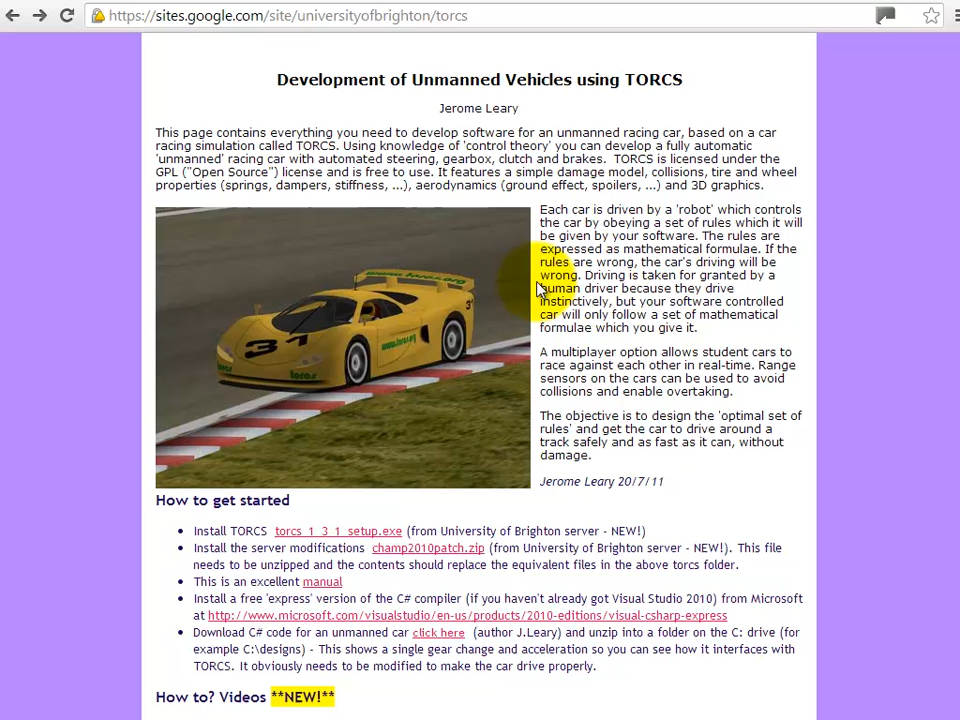 https://sites.google.com/site/universityofbrighton/torcs
Development of Unmanned Vehicles using TORCS
Jerome Leary
This page contains everything you need to develop software for an unmanned racing car, based on a car
racing simulation called TORCS. Using knowledge of 'control theory' you can develop a fully automatic
'unmanned' racing car with automated steering, gearbox, clutch and brakes.  TORCS is licensed under the
GPL ("Open Source") license and is free to use. It features a simple damage model, collisions, tire and wheel
properties (springs, dampers, stiffness, ...), aerodynamics (ground effect, spoilers, ...) and 3D graphics.
Each car is driven by a 'robot' which controls
the car by obeying a set of rules which it will
be given by your software. The rules are
expressed as mathematical formulae. If the
rules are wrong, the car's driving will be
wrong. Driving is taken for granted by a
human driver because they drive
instinctively, but your software controlled
car will only follow a set of mathematical
formulae which you give it.
A multiplayer option allows student cars to
race against each other in real-time. Range
sensors on the cars can be used to avoid
collisions and enable overtaking.
The objective is to design the 'optimal set of
rules' and get the car to drive around a
track safely and as fast as it can, without
damage.
Jerome Leary 20/7/11
www.torcs.org
31
31
www.torcs.org
torcs
torcs
How to get started
• Install TORCS  torcs_1_3_1_setup.exe (from University of Brighton server - NEW!)
• Install the server modifications  champ2010patch.zip (from University of Brighton server - NEW!). This file
needs to be unzipped and the contents should replace the equivalent files in the above torcs folder.
• This is an excellent manual
• Install a free 'express' version of the C# compiler (if you haven't already got Visual Studio 2010) from Microsoft
at http://www.microsoft.com/visualstudio/en-us/products/2010-editions/visual-csharp-express
• Download C# code for an unmanned car click here  (author J.Leary) and unzip into a folder on the C: drive (for
example C:\designs) - This shows a single gear change and acceleration so you can see how it interfaces with
TORCS. It obviously needs to be modified to make the car drive properly.
How to? Videos **NEW!**